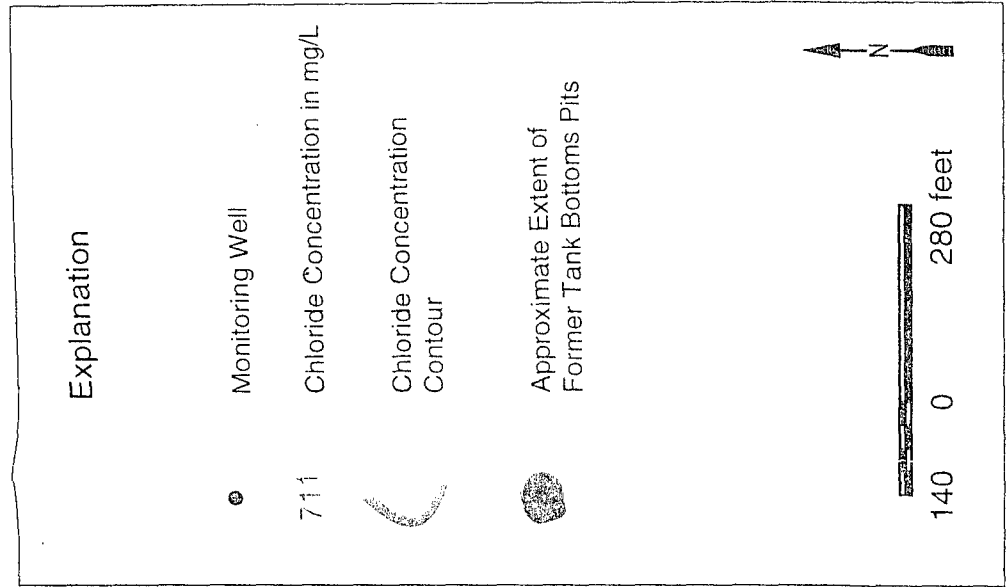 Explanation
Monitoring Well
711 Chloride Concentration in mg/L
Chloride Concentration
Contour
Approximate Extent of
Former Tank Bottoms Pits
N
140 0 280 feet